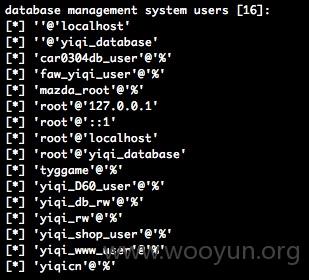 database management system users [16]:
[*] ''@'localhost'
[*] ''@'yiqi_database'
[*] 'car0304db_user'@'%'
[*] 'faw_yiqi_user'@'%'
[*] 'mazda_root'@'%'
[*] 'root'@'127.0.0.1'
[*] 'root'@'::1'
[*] 'root'@'localhost'
[*] 'root'@'yiqi_database'
[*] 'tyggame'@'%'
[*] 'yiqi_D60_user'@'%'
[*] 'yiqi_db_rw'@'%'
[*] 'yiqi_rw'@'%'
[*] 'yiqi_shop_user'@'%'
[*] 'yiqi_www_user'@'%'
[*] 'yiqicn'@'%'
www.wooyun.org